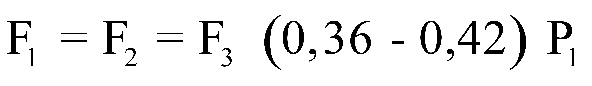 F₁ = F₂ = F₃ (0,36 - 0,42) P₁